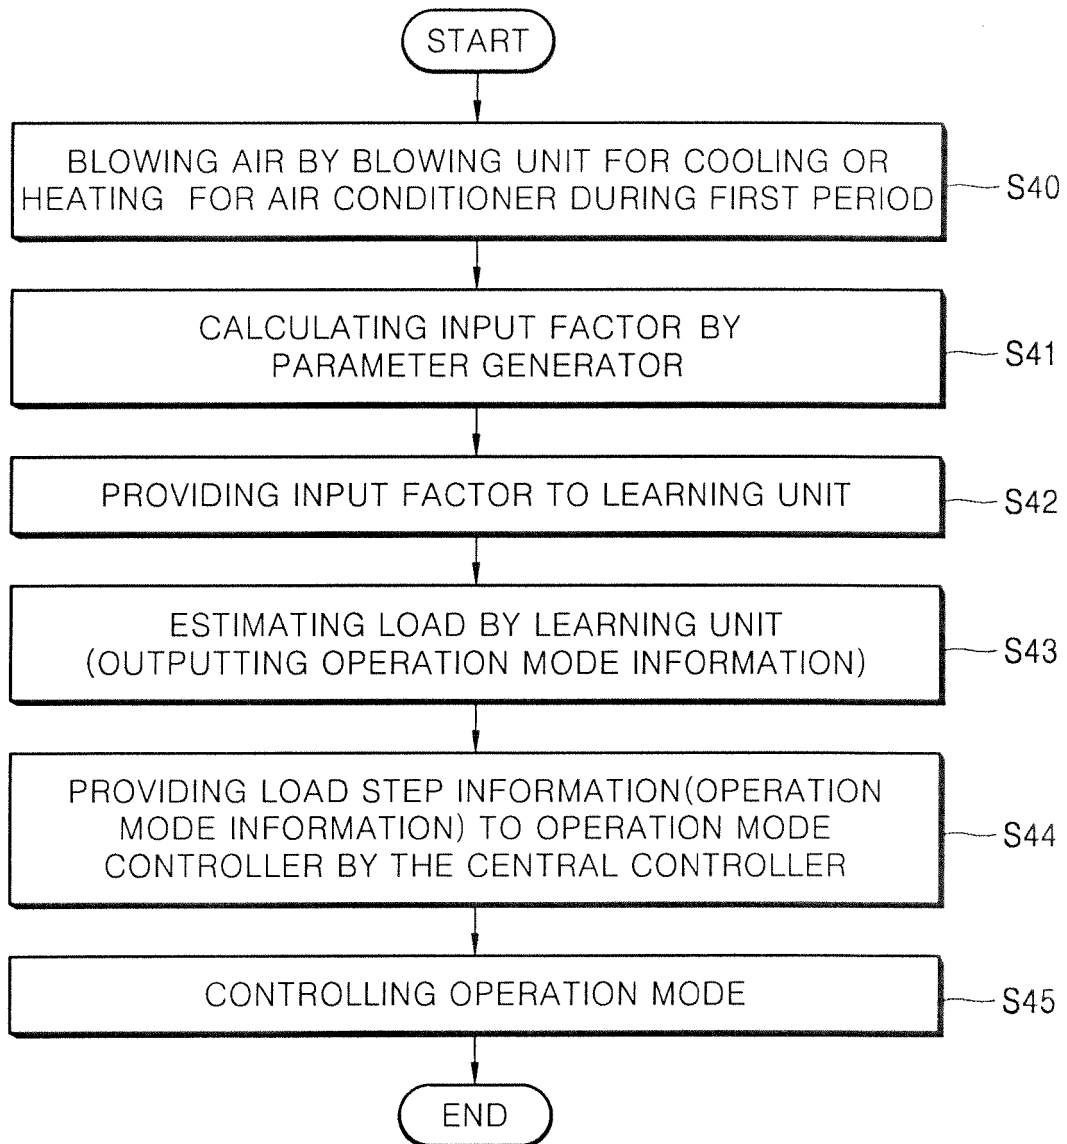 START
BLOWING AIR BY BLOWING UNIT FOR COOLING OR
HEATING FOR AIR CONDITIONER DURING FIRST PERIOD
S40
CALCULATING INPUT FACTOR BY
PARAMETER GENERATOR
S41
PROVIDING INPUT FACTOR TO LEARNING UNIT
S42
ESTIMATING LOAD BY LEARNING UNIT
(OUTPUTTING OPERATION MODE INFORMATION)
S43
PROVIDING LOAD STEP INFORMATION(OPERATION
MODE INFORMATION) TO OPERATION MODE
CONTROLLER BY THE CENTRAL CONTROLLER
S44
CONTROLLING OPERATION MODE
S45
END